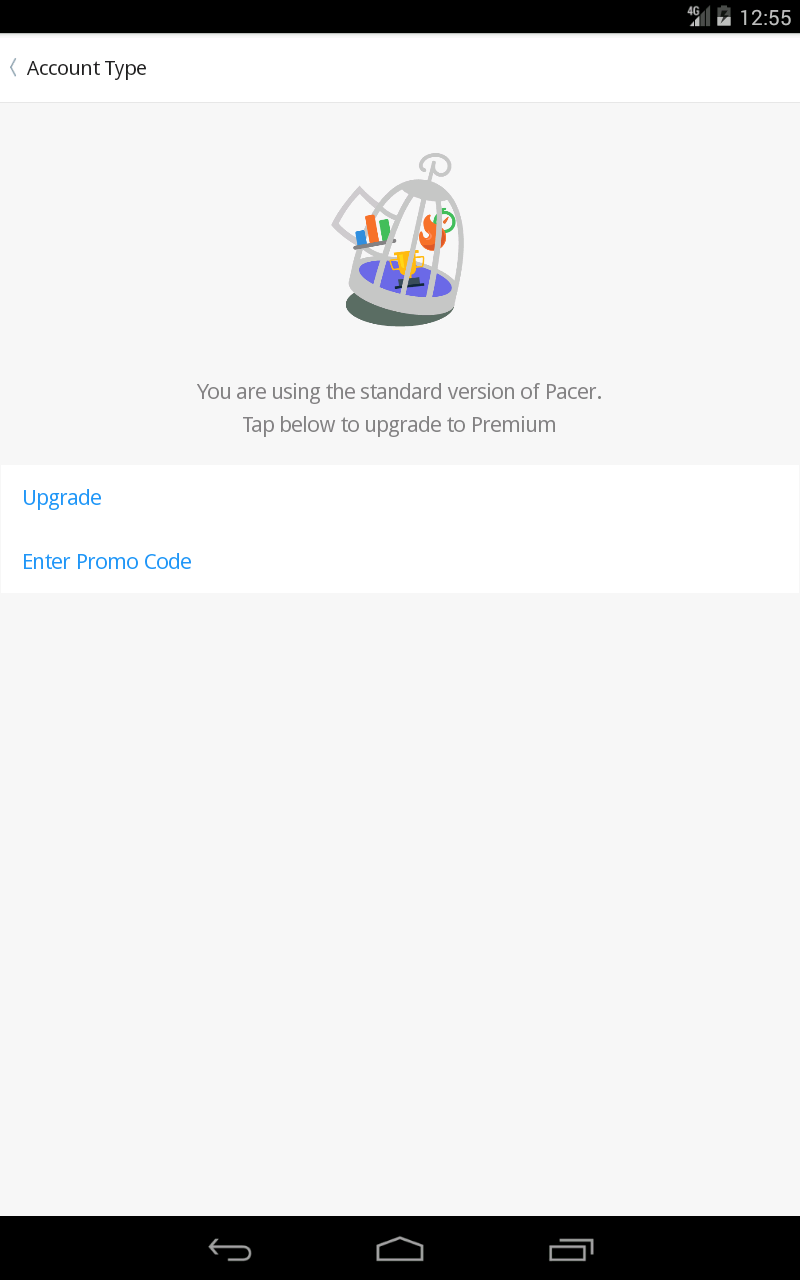 4G 12:55
Account Type
You are using the standard version of Pacer.
Tap below to upgrade to Premium
Upgrade
Enter Promo Code